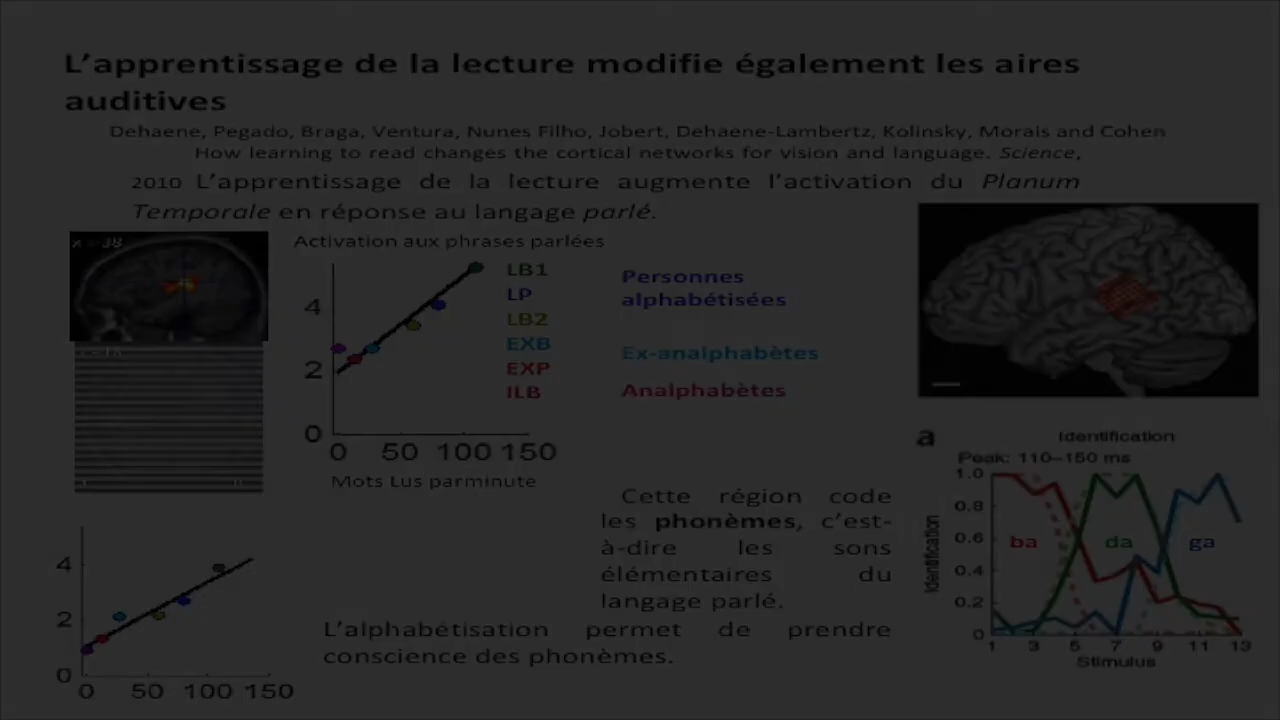 L'apprentissage de la lecture modifie également les aires
auditives
Dehaene, Pegado, Braga, Ventura, Nunes Filho, Jobert, Dehaene-Lambertz, Kolinsky, Morais and Cohen
How learning to read changes the cortical networks for vision and language. Science,
2010 L'apprentissage de la lecture augmente l'activation du Planum
Temporale en réponse au langage parlé.
Activation aux phrases parlées
4
2
0
0 50 100 150
Mots Lus parminute
LB1
LP
LB2
EXB
EXP
ILB
Personnes
alphabétisées
Ex-analphabètes
Analphabètes
4
2
0
0 50 100 150
Cette région code
les phonèmes, c'est-
à-dire les sons
élémentaires du
langage parlé.
L'alphabétisation permet de prendre
conscience des phonèmes.
a
Identification
Peak: 110–150 ms
Identification
1.0
0.8
0.6
0.4
0.2
0
ba da ga
1 3 5 7 9 11 13
Stimulus